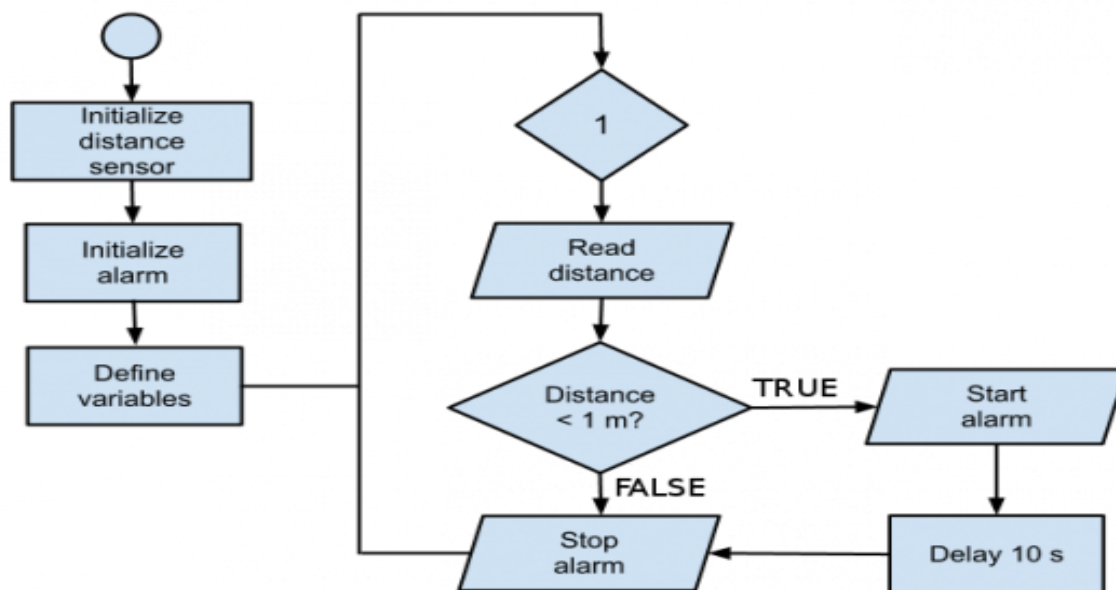 Initialize
distance
sensor
Initialize
alarm
Define
variables
1
Read
distance
Distance
< 1 m?
TRUE
FALSE
Start
alarm
Delay 10 s
Stop
alarm